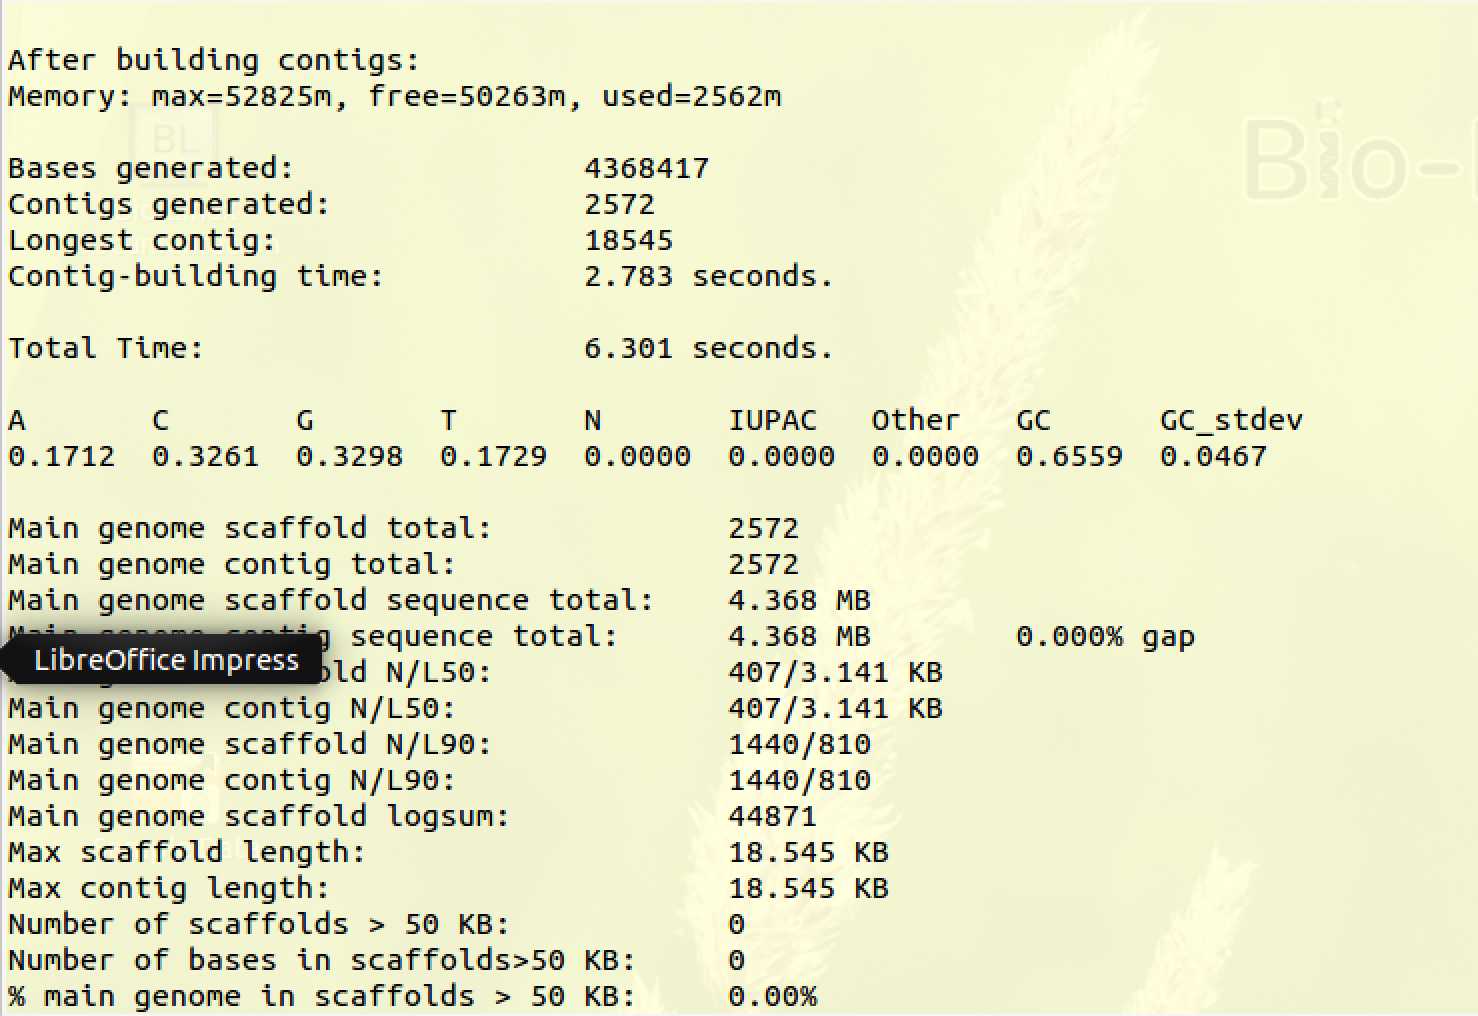 After building contigs:
Memory: max=52825m, free=50263m, used=2562m
BL
Bio-
Bases generated: 4368417
Contigs generated: 2572
Longest contig: 18545
Contig-building time: 2.783 seconds.
Total Time: 6.301 seconds.
A C G T N IUPAC Other GC GC_stdev
0.1712 0.3261 0.3298 0.1729 0.0000 0.0000 0.0000 0.6559 0.0467
Main genome scaffold total: 2572
Main genome contig total: 2572
Main genome scaffold sequence total: 4.368 MB
Main genome contig sequence total: 4.368 MB 0.000% gap
LibreOffice Impress
N/L50: 407/3.141 KB
Main genome contig N/L50: 407/3.141 KB
Main genome scaffold N/L90: 1440/810
Main genome contig N/L90: 1440/810
Main genome scaffold logsum: 44871
Max scaffold length: 18.545 KB
Max contig length: 18.545 KB
Number of scaffolds > 50 KB: 0
Number of bases in scaffolds>50 KB: 0
% main genome in scaffolds > 50 KB: 0.00%